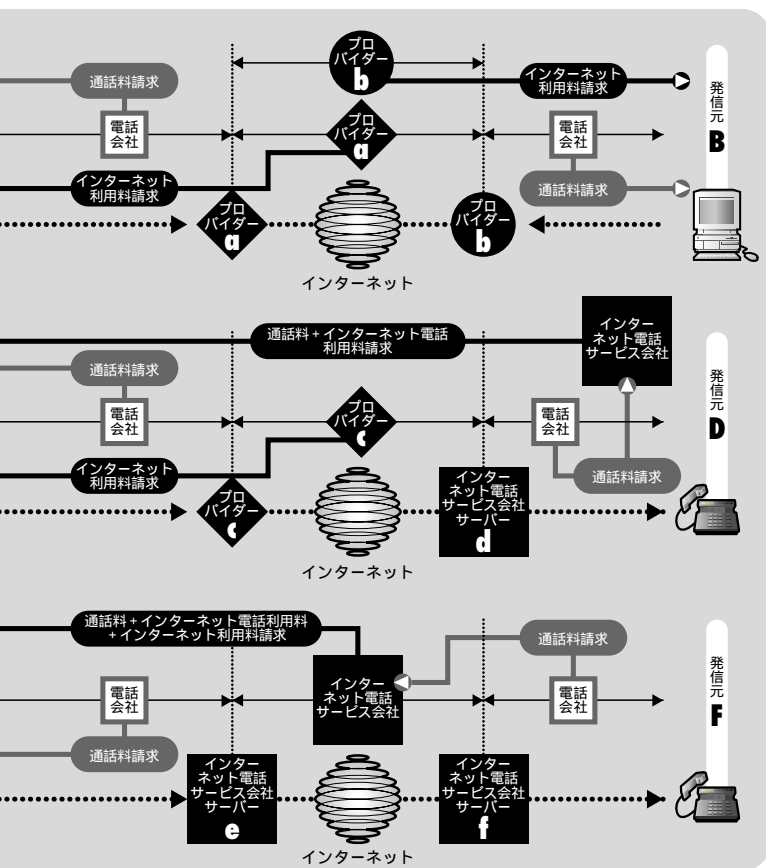 プロ
バイダー
b
通話料請求
インターネット
利用料請求
電話
会社
プロ
バイダー
a
電話
会社
発信元
B
インターネット
利用料請求
通話料請求
プロ
バイダー
a
プロ
バイダー
b
インターネット
通話料+インターネット電話
利用料請求
インター
ネット電話
サービス会社
通話料請求
電話
会社
プロ
バイダー
c
電話
会社
発信元
D
インターネット
利用料請求
通話料請求
プロ
バイダー
c
インター
ネット電話
サービス会社
サーバー
d
インターネット
通話料+インターネット電話利用料
+インターネット利用料請求
通話料請求
電話
会社
インター
ネット電話
サービス会社
電話
会社
発信元
F
通話料請求
インター
ネット電話
サービス会社
サーバー
e
インター
ネット電話
サービス会社
サーバー
f
インターネット